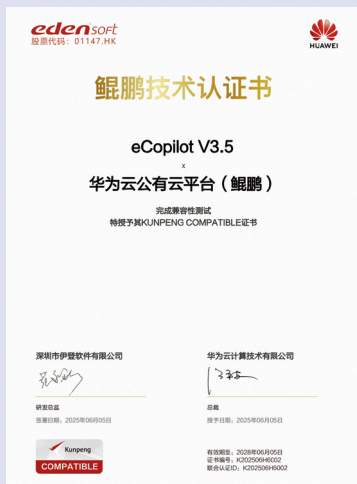 edensoft
股票代码：01147.HK
HUAWEI
鲲鹏技术认证书
eCopilot V3.5
x
华为云公有云平台（鲲鹏）
完成兼容性测试
特授予其KUNPENG COMPATIBLE证书
深圳市伊登软件有限公司
华为云计算技术有限公司
研发总监
总裁
签署日期：2025年06月05日
授予日期：2025年06月05日
Kunpeng
COMPATIBLE
有效期至：2028年06月05日
证书编号：K202506H6002
联合认证ID：K202506H6002